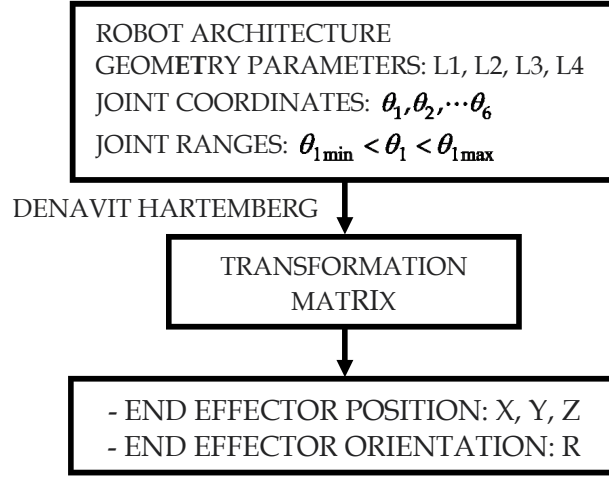 ROBOT ARCHITECTURE
GEOMETRY PARAMETERS: L1, L2, L3, L4
JOINT COORDINATES: θ₁,θ₂,⋯θ₆
JOINT RANGES: θ₁ₘᵢₙ < θ₁ < θ₁ₘₐₓ
DENAVIT HARTEMBERG
TRANSFORMATION
MATRIX
- END EFFECTOR POSITION: X, Y, Z
- END EFFECTOR ORIENTATION: R